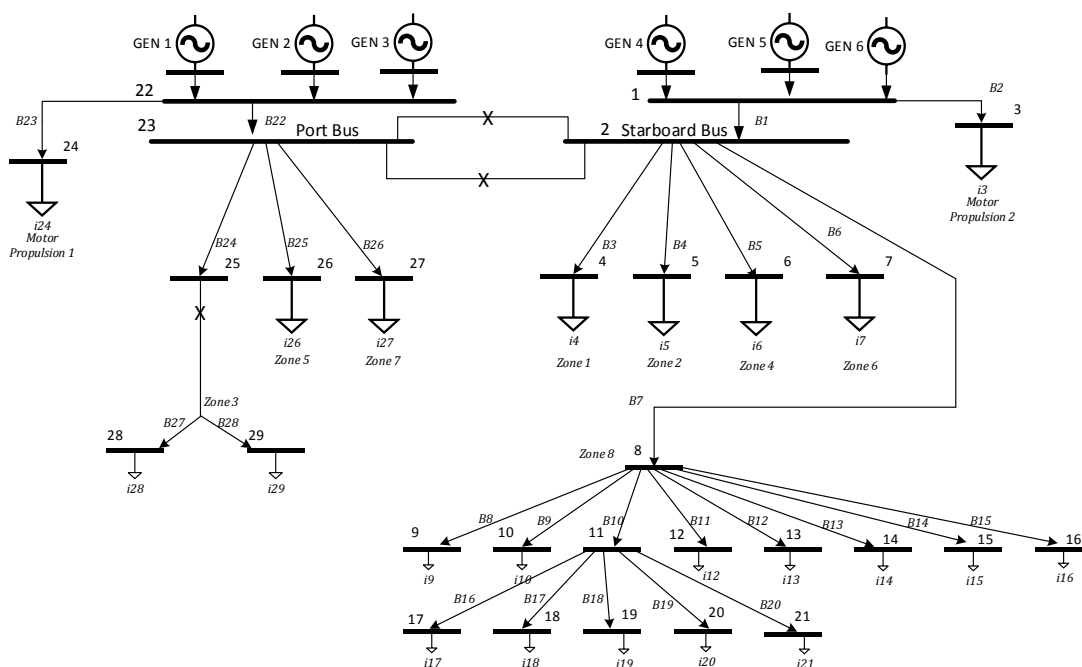 GEN 1
GEN 2
GEN 3
GEN 4
GEN 5
GEN 6
22
1
B2
B23
23
B22
Port Bus
X
2
Starboard Bus
B1
3
24
X
i24
Motor
Propulsion 1
i3
Motor
Propulsion 2
B24
B25
B26
B3
B4
B5
B6
25
26
27
4
5
6
7
X
i26
Zone 5
i27
Zone 7
i4
Zone 1
i5
Zone 2
i6
Zone 4
i7
Zone 6
B7
Zone 3
B27
B28
28
29
i28
i29
Zone 8
8
B8
B9
B10
B11
B12
B13
B14
B15
9
10
11
12
13
14
15
16
i9
i10
i12
i13
i14
i15
i16
B16
B17
B18
B19
B20
17
18
19
20
21
i17
i18
i19
i20
i21